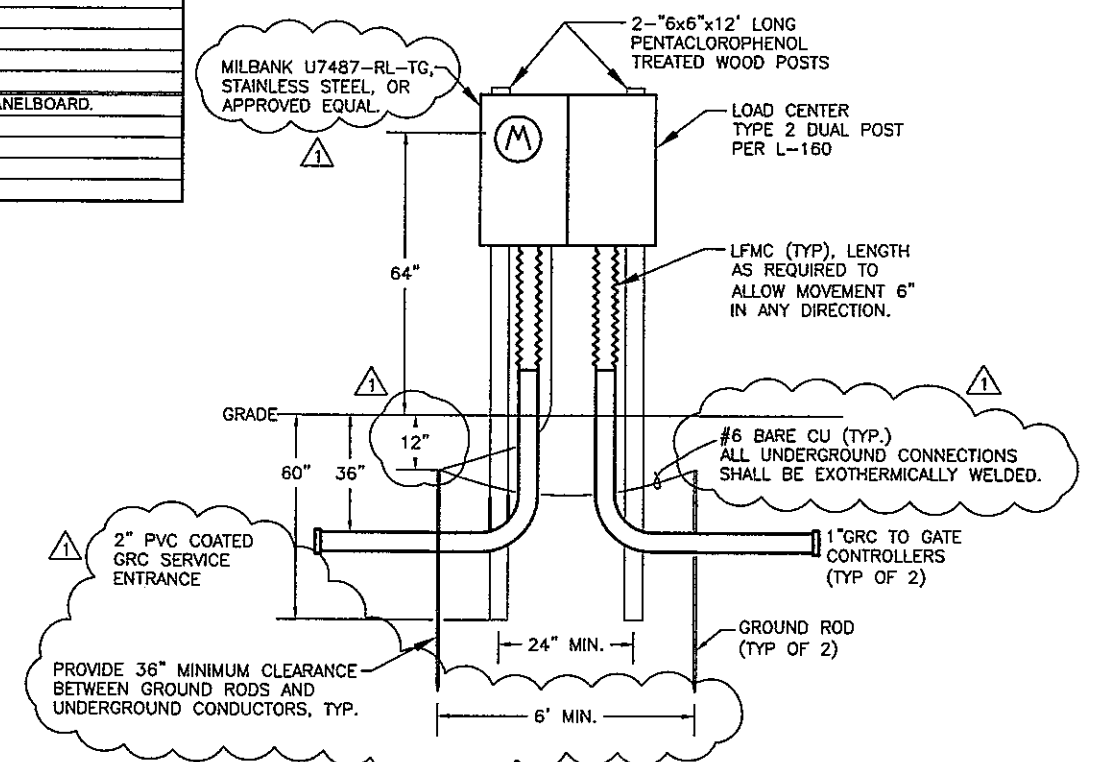 ANELBOARD.
2-"6x6"x12' LONG
PENTACLOROPHENOL
TREATED WOOD POSTS
MILBANK U7487-RL-TG,
STAINLESS STEEL, OR
APPROVED EQUAL.
1
M
LOAD CENTER
TYPE 2 DUAL POST
PER L-160
LFMC (TYP), LENGTH
AS REQUIRED TO
ALLOW MOVEMENT 6"
IN ANY DIRECTION.
64"
1
1
GRADE
12"
60"
36"
#6 BARE CU (TYP.)
ALL UNDERGROUND CONNECTIONS
SHALL BE EXOTHERMICALLY WELDED.
1
2" PVC COATED
GRC SERVICE
ENTRANCE
1"GRC TO GATE
CONTROLLERS
(TYP OF 2)
24" MIN.
GROUND ROD
(TYP OF 2)
PROVIDE 36" MINIMUM CLEARANCE
BETWEEN GROUND RODS AND
UNDERGROUND CONDUCTORS, TYP.
6' MIN.